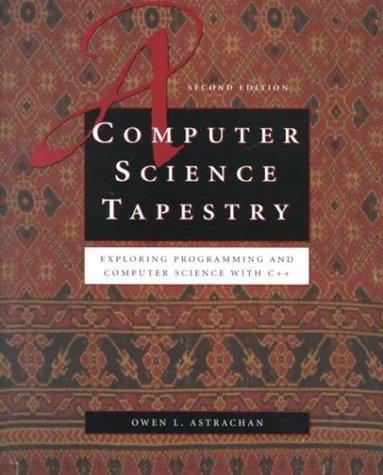 SECOND EDITION
A
COMPUTER
SCIENCE
TAPESTRY
EXPLORING PROGRAMMING AND
COMPUTER SCIENCE WITH C++
OWEN L. ASTRACHAN